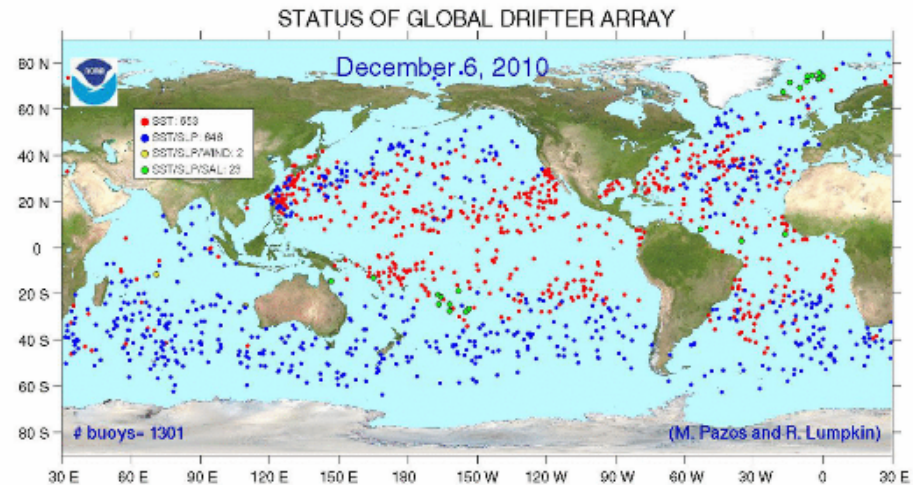 STATUS OF GLOBAL DRIFTER ARRAY
80 N
noaa
December 6, 2010
60 N
SST: 653
SST/SLP: 646
SST/SLP/WIND: 2
SST/SLP/SAL: 23
40 N
20 N
0
20 S
40 S
60 S
80 S
# buoys= 1301
(M. Pazos and R. Lumpkin)
30 E 60 E 90 E 120 E 150 E 180 150 W 120 W 90 W 60 W 30 W 0 30 E